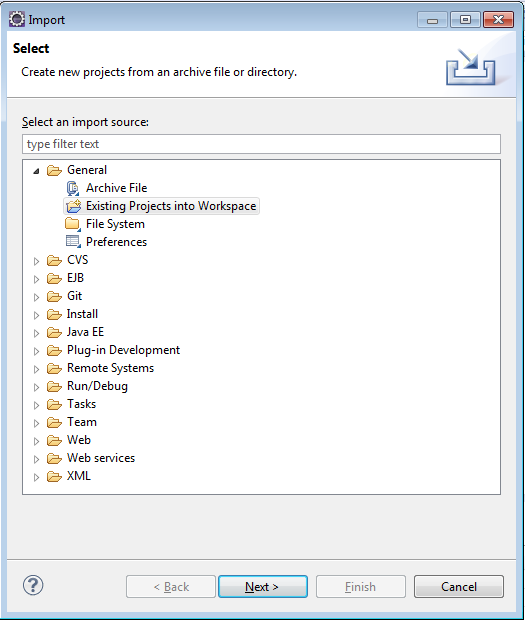 Import
Select
Create new projects from an archive file or directory.
Select an import source:
type filter text
General
Archive File
Existing Projects into Workspace
File System
Preferences
CVS
EJB
Git
Install
Java EE
Plug-in Development
Remote Systems
Run/Debug
Tasks
Team
Web
Web services
XML
? < Back Next > Finish Cancel